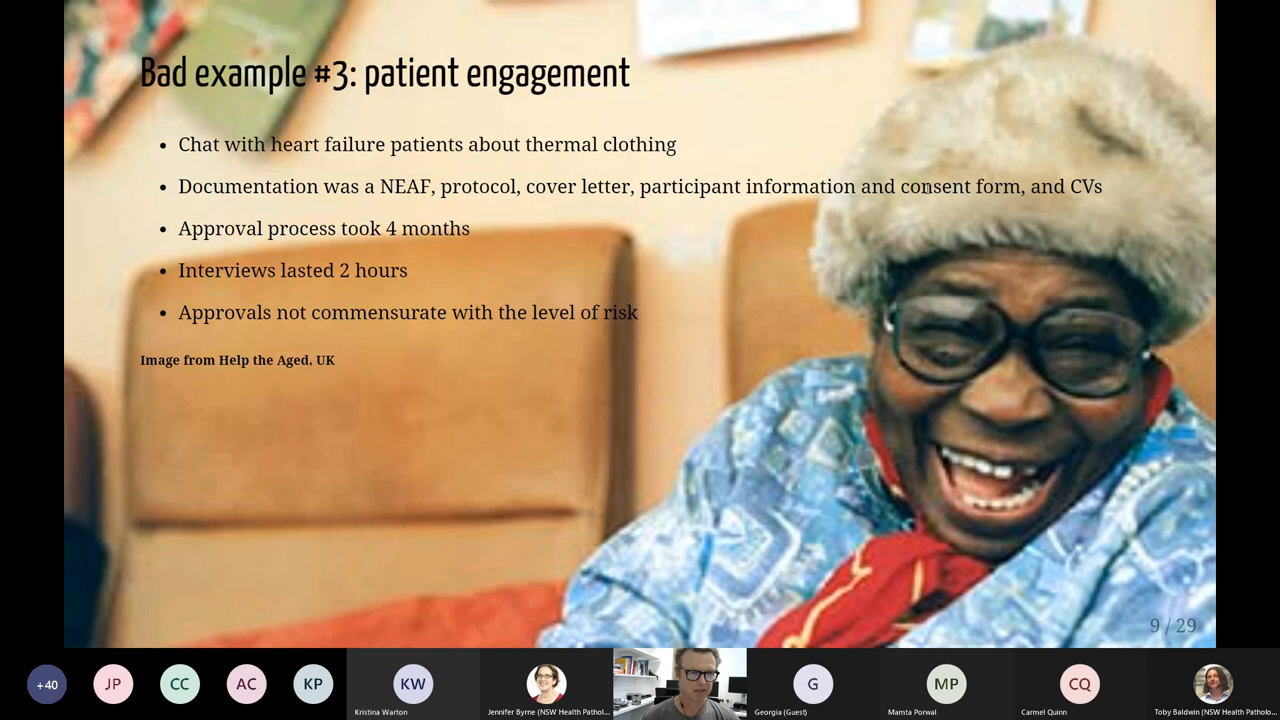 Bad example #3: patient engagement
• Chat with heart failure patients about thermal clothing
• Documentation was a NEAF, protocol, cover letter, participant information and consent form, and CVs
• Approval process took 4 months
• Interviews lasted 2 hours
• Approvals not commensurate with the level of risk
Image from Help the Aged, UK
9 / 29
+40
JP
CC
AC
KP
KW
G
MP
CQ
Kristina Warton
Jennifer Byrne (NSW Health Pathol...
Georgia (Guest)
Mamta Porwal
Carmel Quinn
Toby Baldwin (NSW Health Patholo...